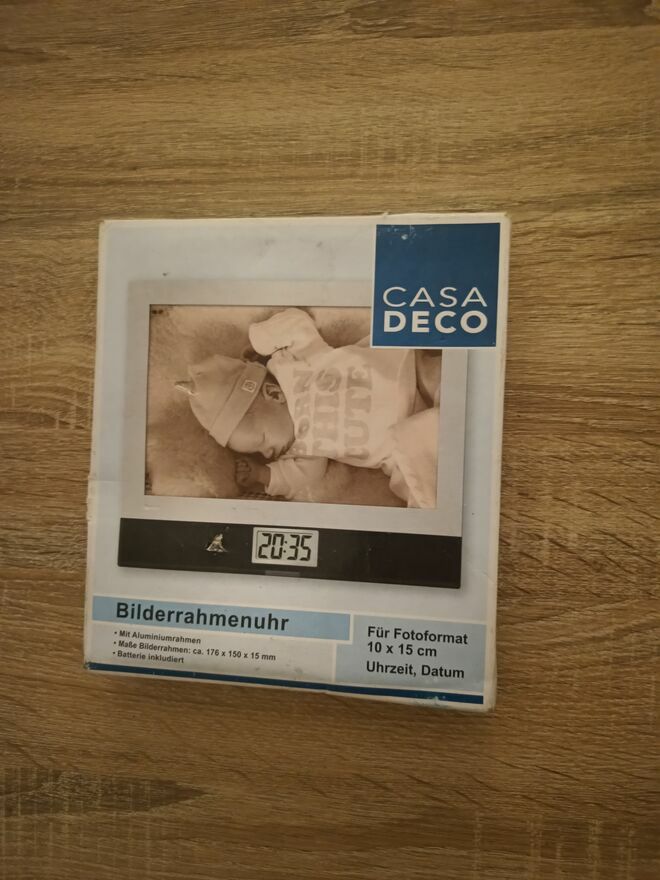 CASA
DECO
BORN
THIS
CUTE
20:35
Bilderrahmenuhr
• Mit Aluminiumrahmen
• Maße Bilderrahmen: ca. 176 x 150 x 15 mm
• Batterie inkludiert
Für Fotoformat
10 x 15 cm
Uhrzeit, Datum